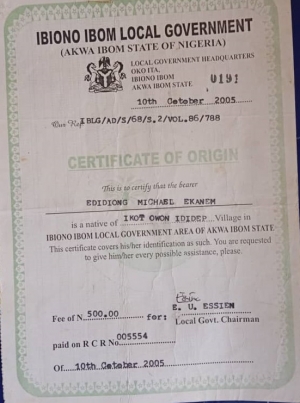 IBIONO IBOM LOCAL GOVERNMENT
(AKWA IBOM STATE OF NIGERIA)
LOCAL GOVERNMENT HEADQUARTERS
OKO ITA,
IBIONO IBOM
AKWA IBOM STATE
10th October 2005
Our Ref IBLG/AD/S/68/S.2/VOL.86/788
CERTIFICATE OF ORIGIN
This is to certify that the bearer
EDIDIONG MICHAEL EKANEM
is a native of IKOT OWON IDIDEP Village in
IBIONO IBOM LOCAL GOVERNMENT AREA OF AKWA IBOM STATE
This certificate covers his/her identification as such. You are requested
to give him/her every possible assistance, please.
E. U. ESSIEN
Fee of N 500.00 for: Local Govt. Chairman
paid on R C R No 005554
Of 10th October 2005